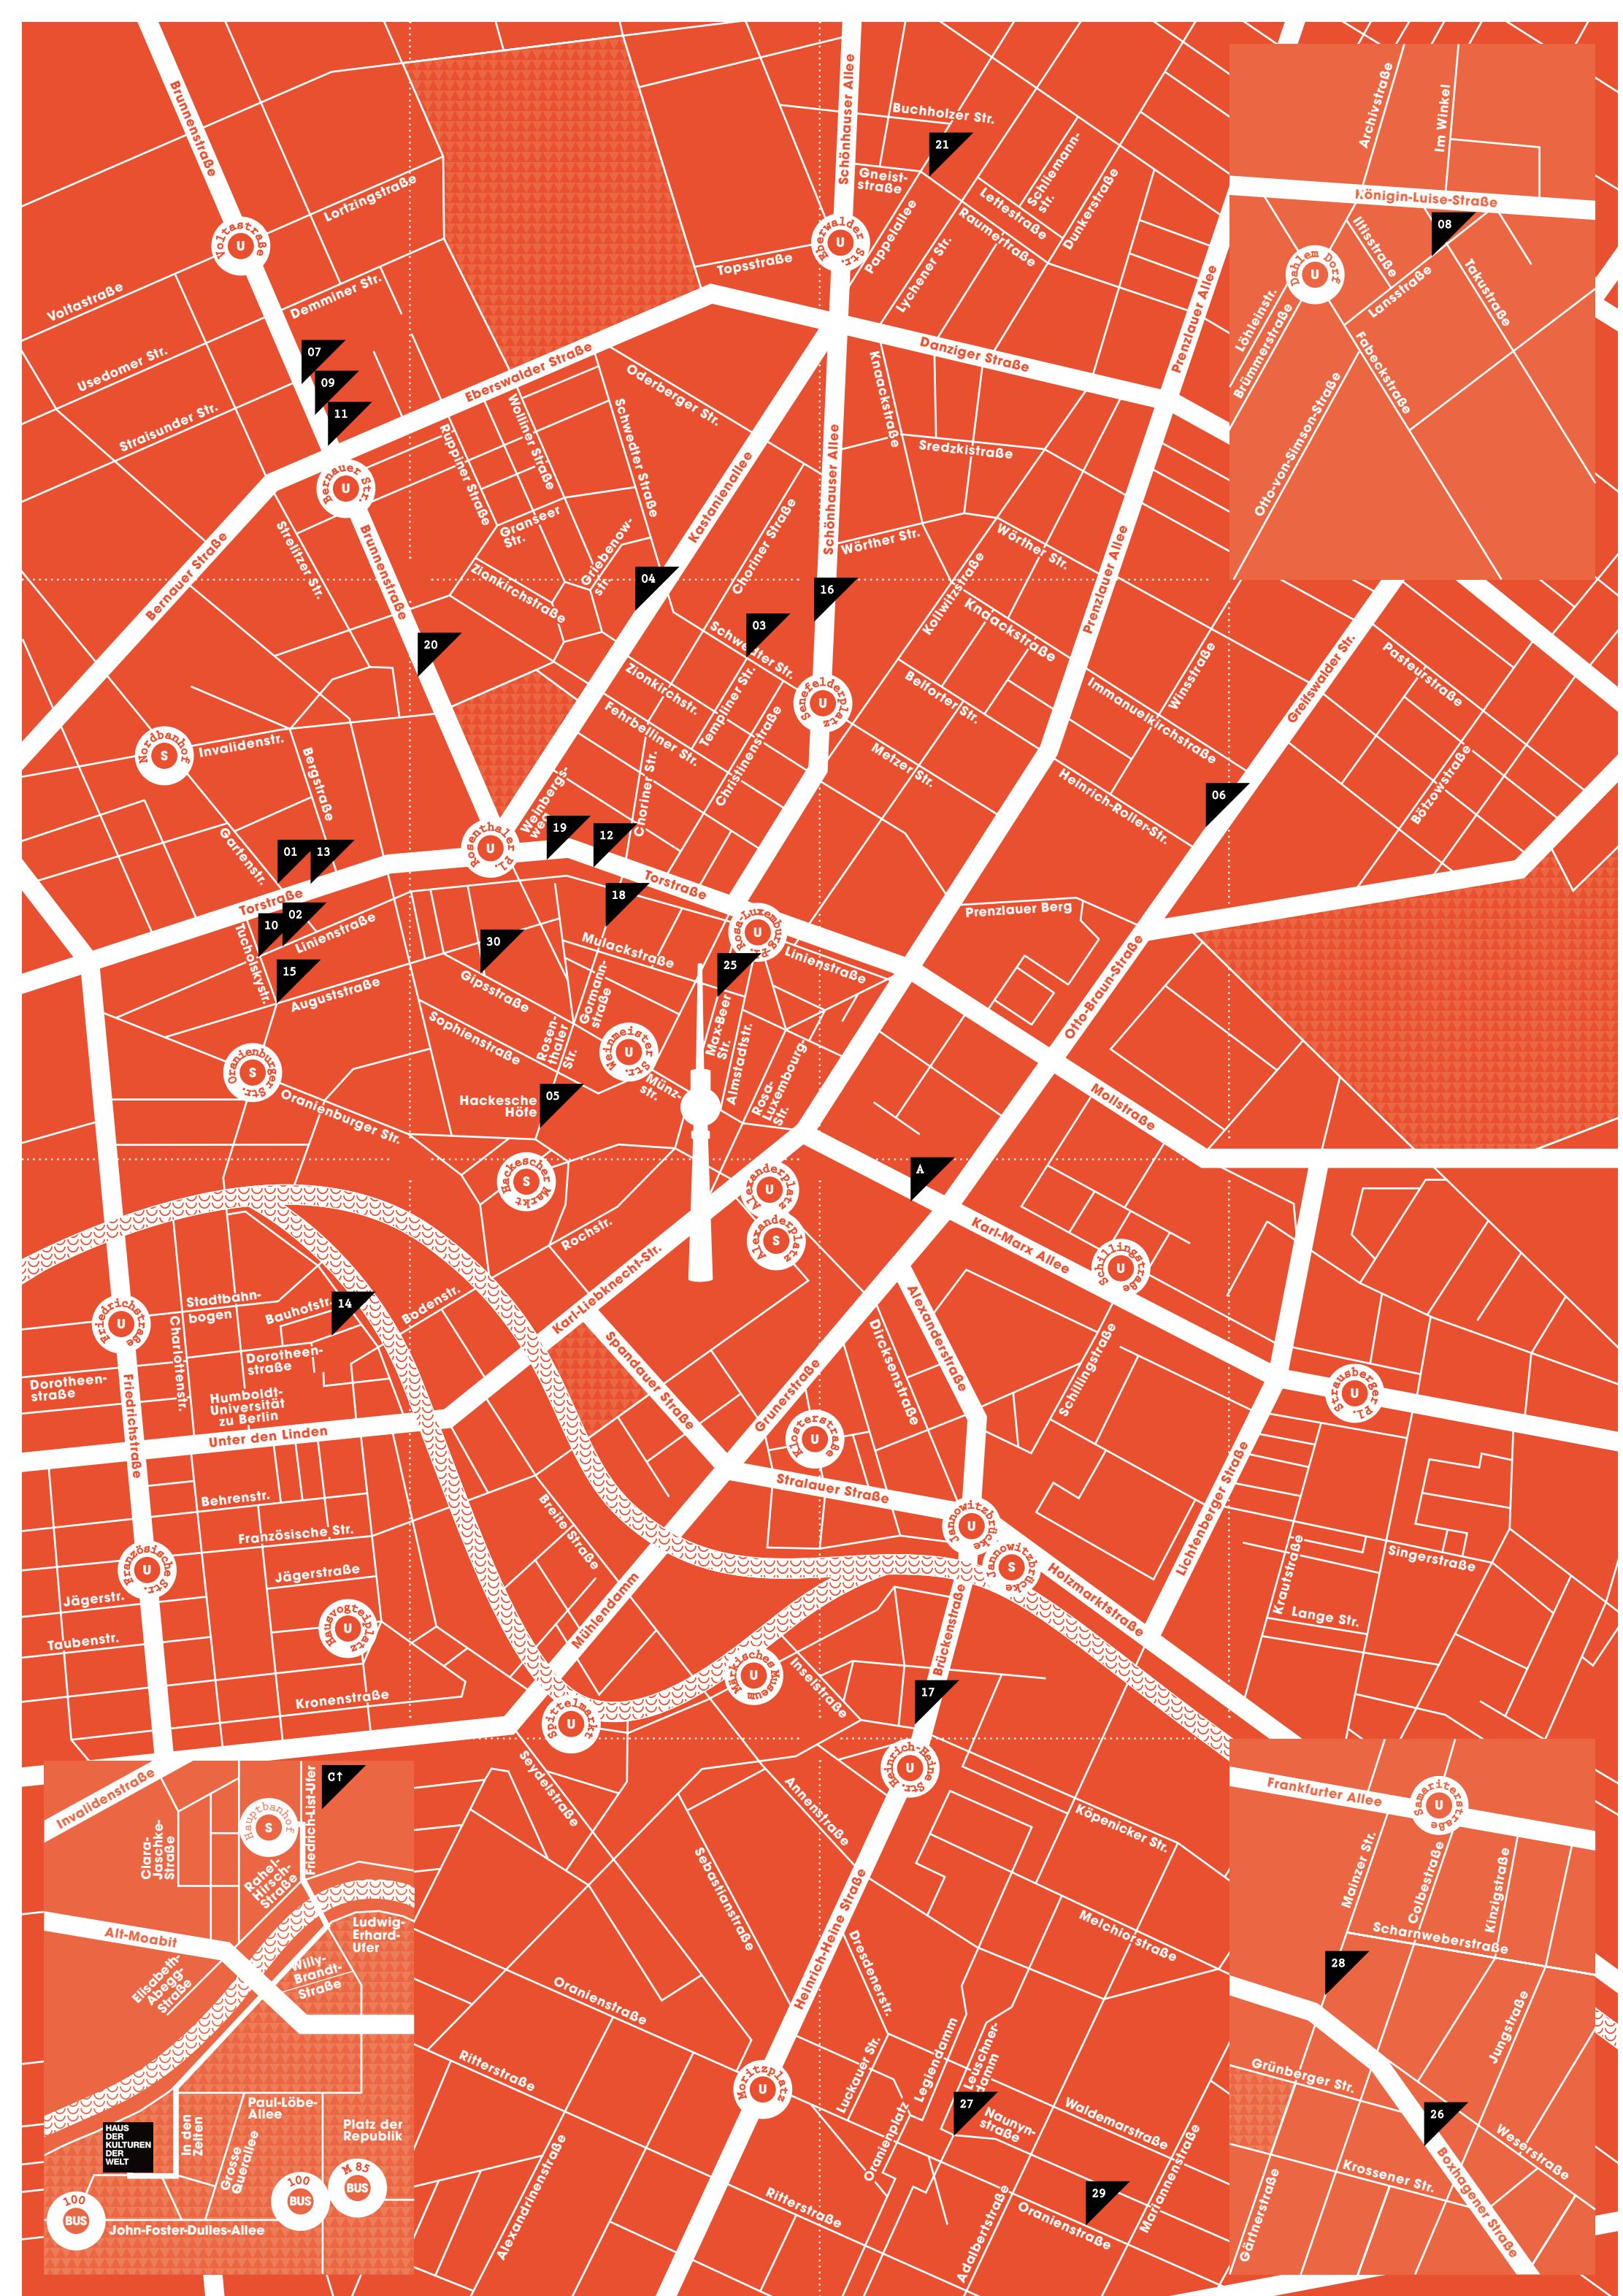 Brunnenstraße
Schönhauser Allee
Buchholzer Str.
21
Gneist-
straße
Schliemann-
str.
Lettestraße
Raumertraße
Dunkerstraße
Pappelallee
Lychener Str.
Archivstraße
Im Winkel
Königin-Luise-Straße
08
Iltisstraße
Dahlem Dorf
U
Lansstraße
Takustraße
Löhleinstr.
Brümmerstraße
Fabeckstraße
Otto-von-Simson-Straße
Lortzingstraße
Voltastraße
U
Eberwalder Str.
U
Topsstraße
Prenzlauer Allee
Voltastraße
Demminer Str.
Usedomer Str.
07
09
11
Eberswalder Straße
Danziger Straße
Straisunder Str.
Oderberger Str.
Knaackstraße
Wolliner Straße
Schwedter Straße
Ruppiner Straße
Sredzkistraße
Bernauer Str.
U
Kastanienallee
Schönhauser Allee
Granseer
Str.
Choriner Straße
Wörther Str.
Wörther Str.
Strelitzer Str.
Brunnenstraße
Griebenow-
str.
Bernauer Straße
Zionkirchstraße
04
16
Kollwitzstraße
Prenzlauer Allee
Knaackstraße
03
Schwedter Str.
20
Zionkirchstr.
Templiner Str.
Senefelderplatz
U
Belforter Str.
Immanuelkirchstraße
Winsstraße
Greifswalder Str.
Pasteurstraße
Fehrbelliner Str.
Christinenstraße
Nordbanhof
S
Invalidenstr.
Bergstraße
Metzer Str.
Choriner Str.
Heinrich-Roller-Str.
06
Bötzowstraße
Weinbergs-
weg
Gartenstr.
Rosenthaler Pl.
U
19
12
01
13
Torstraße
Torstraße
18
10
02
Linienstraße
Tucholskystr.
Prenzlauer Berg
Rosa-Luxemburg-Pl.
U
30
Mulackstraße
25
Linienstraße
15
Auguststraße
Gipsstraße
Gormann-
straße
Otto-Braun-Straße
Sophienstraße
Rosen-
thaler
Str.
Weinmeister Str.
U
Max-Beer
Str.
Almstadtstr.
Rosa-
Luxembourg-
Str.
Münz-
str.
Oranienburger Str.
S
Oranienburger Str.
Hackesche
Höfe
05
Mollstraße
Hackescher Markt
S
Alexanderplatz
U
A
Alexanderplatz
S
Rochstr.
Karl-Marx Allee
Schillingstraße
U
Karl-Liebknecht-Str.
Stadtbahn-
bogen
Bauhofstr.
14
Bodenstr.
Friedrichstraße
U
Charlottenstr.
Dorotheen-
straße
Dorotheen-
straße
Humboldt-
Universität
zu Berlin
Spandauer Straße
Dircksenstraße
Alexanderstraße
Schillingstraße
Grunerstraße
Strausberger Pl.
U
Friedrichstraße
Unter den Linden
Klosterstraße
U
Lichtenberger Straße
Behrenstr.
Stralauer Straße
Französische Str.
Breite Straße
Jannowitzbrücke
U
Jannowitzbrücke
S
Krautstraße
Singerstraße
Französische Str.
U
Jägerstraße
Jägerstr.
Holzmarktstraße
Lange Str.
Hausvogteiplatz
U
Taubenstr.
Mühlendamm
Brückenstraße
Märkisches Museum
U
Inselstraße
Kronenstraße
17
Spittelmarkt
U
Seydelstraße
Heinrich-Heine Str.
U
Annenstraße
Köpenicker Str.
Invalidenstraße
Clara-
Jaschke-
Straße
Hauptbanhof
S
Friedrich-List-Ufer
C↑
Rahel-
Hirsch-
Straße
Alt-Moabit
Ludwig-
Erhard-
Ufer
Elisabeth-
Abegg-
Straße
Willy-
Brandt-
Straße
Paul-Löbe-
Allee
In den
Zelten
Platz der
Republik
Grosse
Querallee
HAUS
DER
KULTUREN
DER
WELT
100
BUS
100
BUS
M 85
BUS
John-Foster-Dulles-Allee
Sebastianstraße
Heinrich-Heine Straße
Dresdenerstr.
Melchiorstraße
Oranienstraße
Ritterstraße
Moritzplatz
U
Luckauer Str.
Legiendamm
Leuschner-
damm
27
Naunyn-
straße
Waldemarstraße
Oranienplatz
Mariannenstraße
Alexandrinenstraße
Ritterstraße
Adalbertstraße
29
Oranienstraße
Frankfurter Allee
Samariterstraße
U
Mainzer Str.
Colbestraße
Kinzigstraße
Scharnweberstraße
28
Jungstraße
Grünberger Str.
26
Weserstraße
Krossener Str.
Boxhagener Straße
Gärtnerstraße